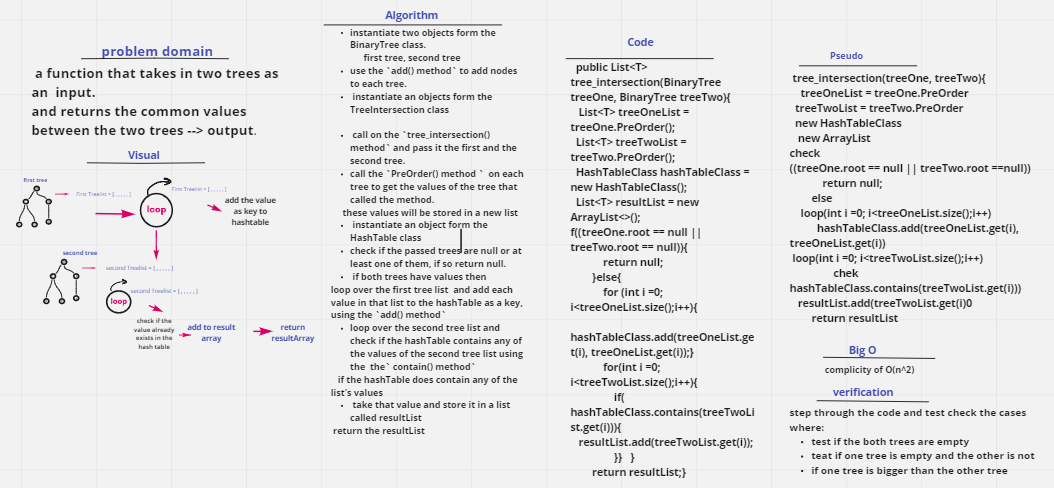 problem domain
a function that takes in two trees as
an  input.
and returns the common values
between the two trees --> output.
Visual
first tree
First Treelist = [ , , , , , ]
loop
First Treelist = [ , , , , , ]
add the value
as key to
hashtable
second tree
second Treelist = [ , , , , , ]
loop
second Treelist = [ , , , , , ]
check if the
value already
exists in the
hash table
add to result
array
return
resultArray
Algorithm
• instantiate two objects form the
BinaryTree class.
first tree, second tree
• use the `add() method` to add nodes
to each tree.
• instantiate an objects form the
TreeIntersection class
• call on the `tree_intersection()
method` and pass it the first and the
second tree.
• call the `PreOrder() method ` on each
tree to get the values of the tree that
called the method.
these values will be stored in a new list
• instantiate an object form the
HashTable class
• check if the passed trees are null or at
least one of them, if so return null.
• if both trees have values then
loop over the first tree list  and add each
value in that list to the hashTable as a key,
using the `add() method`
• loop over the second tree list and
check if the hashTable contains any of
the values of the second tree list using
the  the` contain() method`
if the hashTable does contain any of the
list's values
• take that value and store it in a list
called resultList
return the resultList
Code
public List<T>
tree_intersection(BinaryTree
treeOne, BinaryTree treeTwo){
List<T> treeOneList =
treeOne.PreOrder();
List<T> treeTwoList =
treeTwo.PreOrder();
HashTableClass hashTableClass =
new HashTableClass();
List<T> resultList = new
ArrayList<>();
f((treeOne.root == null ||
treeTwo.root == null)){
return null;
}else{
for (int i =0;
i<treeOneList.size();i++){
hashTableClass.add(treeOneList.ge
t(i), treeOneList.get(i));}
for(int i =0;
i<treeTwoList.size();i++){
if(
hashTableClass.contains(treeTwoLi
st.get(i))){
resultList.add(treeTwoList.get(i));
}}   }
return resultList;}
Pseudo
tree_intersection(treeOne, treeTwo){
treeOneList = treeOne.PreOrder
treeTwoList = treeTwo.PreOrder
new HashTableClass
new ArrayList
check
((treeOne.root == null || treeTwo.root ==null))
return null;
else
loop(int i =0; i<treeOneList.size();i++)
hashTableClass.add(treeOneList.get(i),
treeOneList.get(i))
loop(int i =0; i<treeTwoList.size();i++)
chek
hashTableClass.contains(treeTwoList.get(i)))
resultList.add(treeTwoList.get(i)0
return resultList
Big O
complicity of O(n^2)
verification
step through the code and test check the cases
where:
• test if the both trees are empty
• teat if one tree is empty and the other is not
• if one tree is bigger than the other tree